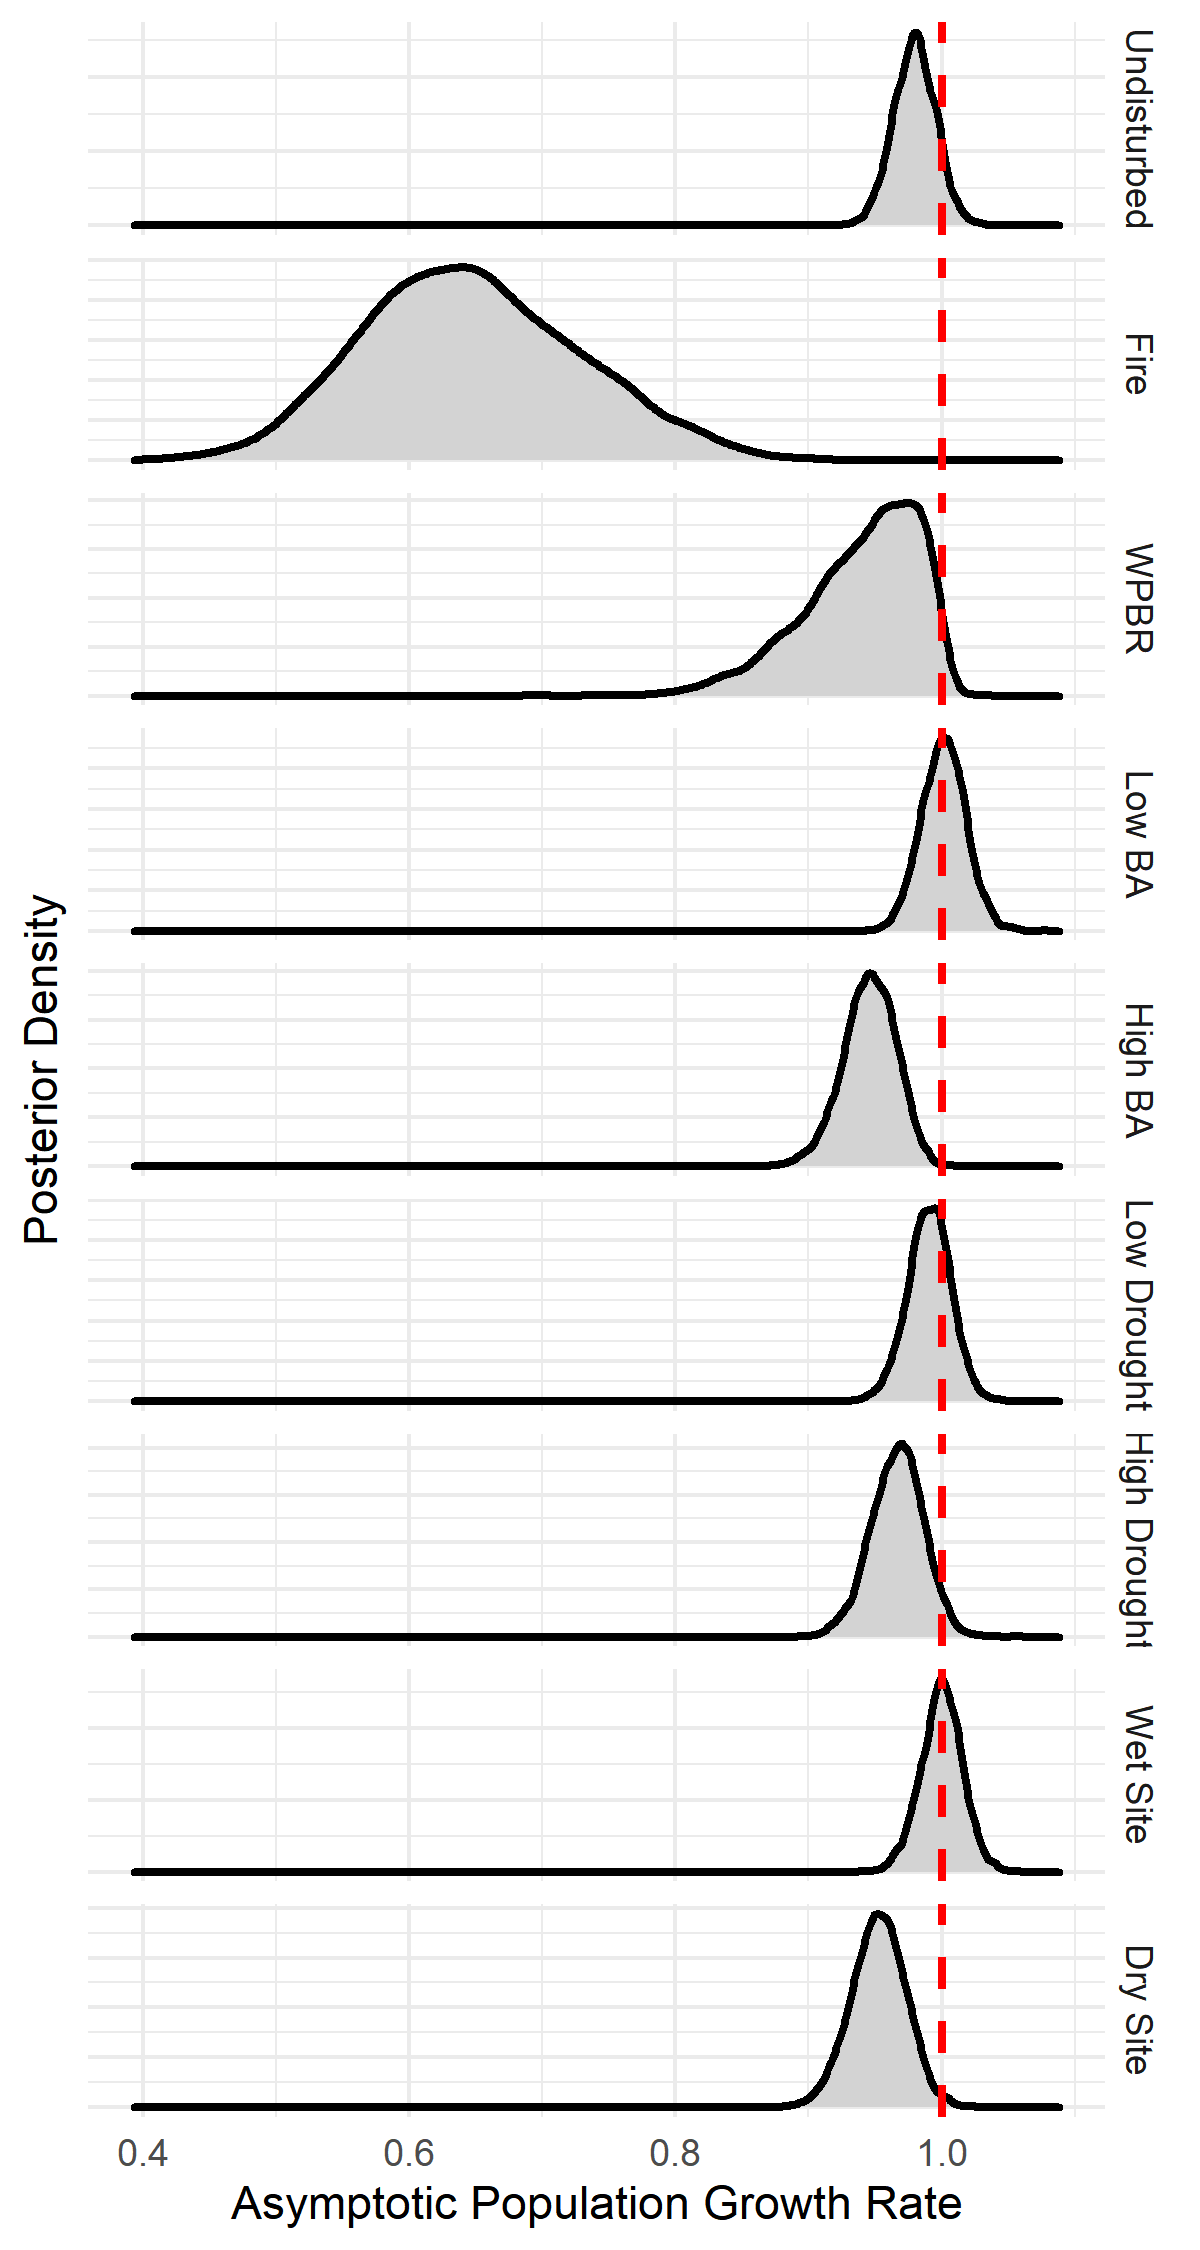 Undisturbed
Fire
WPBR
Low BA
High BA
Low Drought
High Drought
Wet Site
Dry Site
Posterior Density
0.4 0.6 0.8 1.0
Asymptotic Population Growth Rate